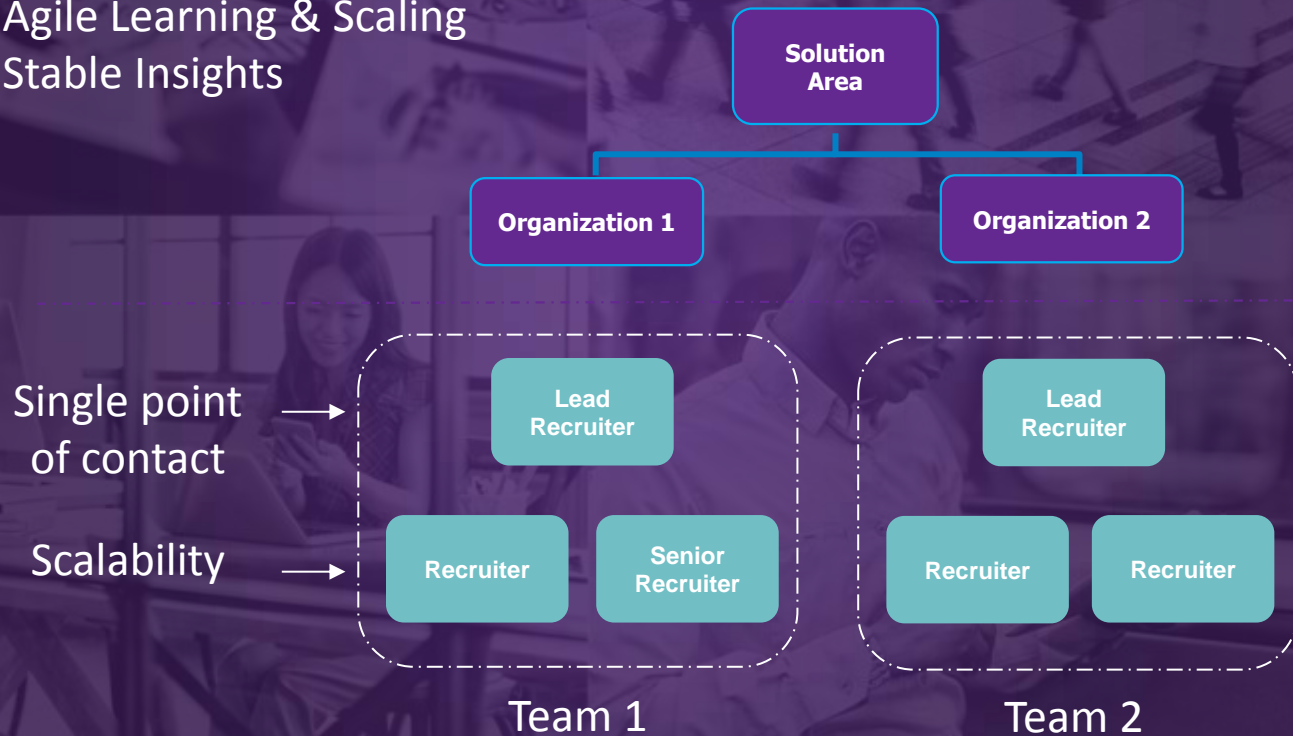 Agile Learning & Scaling
Stable Insights
Solution
Area
Organization 1
Organization 2
Single point
of contact
Lead
Recruiter
Lead
Recruiter
Scalability
Recruiter
Senior
Recruiter
Recruiter
Recruiter
Team 1
Team 2